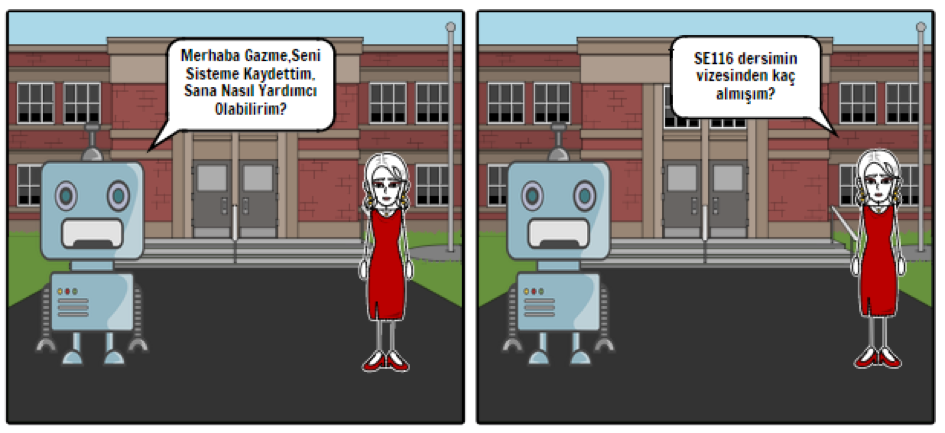 Merhaba Gazme,Seni
Sisteme Kaydettim,
Sana Nasıl Yardımcı
Olabilirim?
SE116 dersimin
vizesinden kaç
almışım?